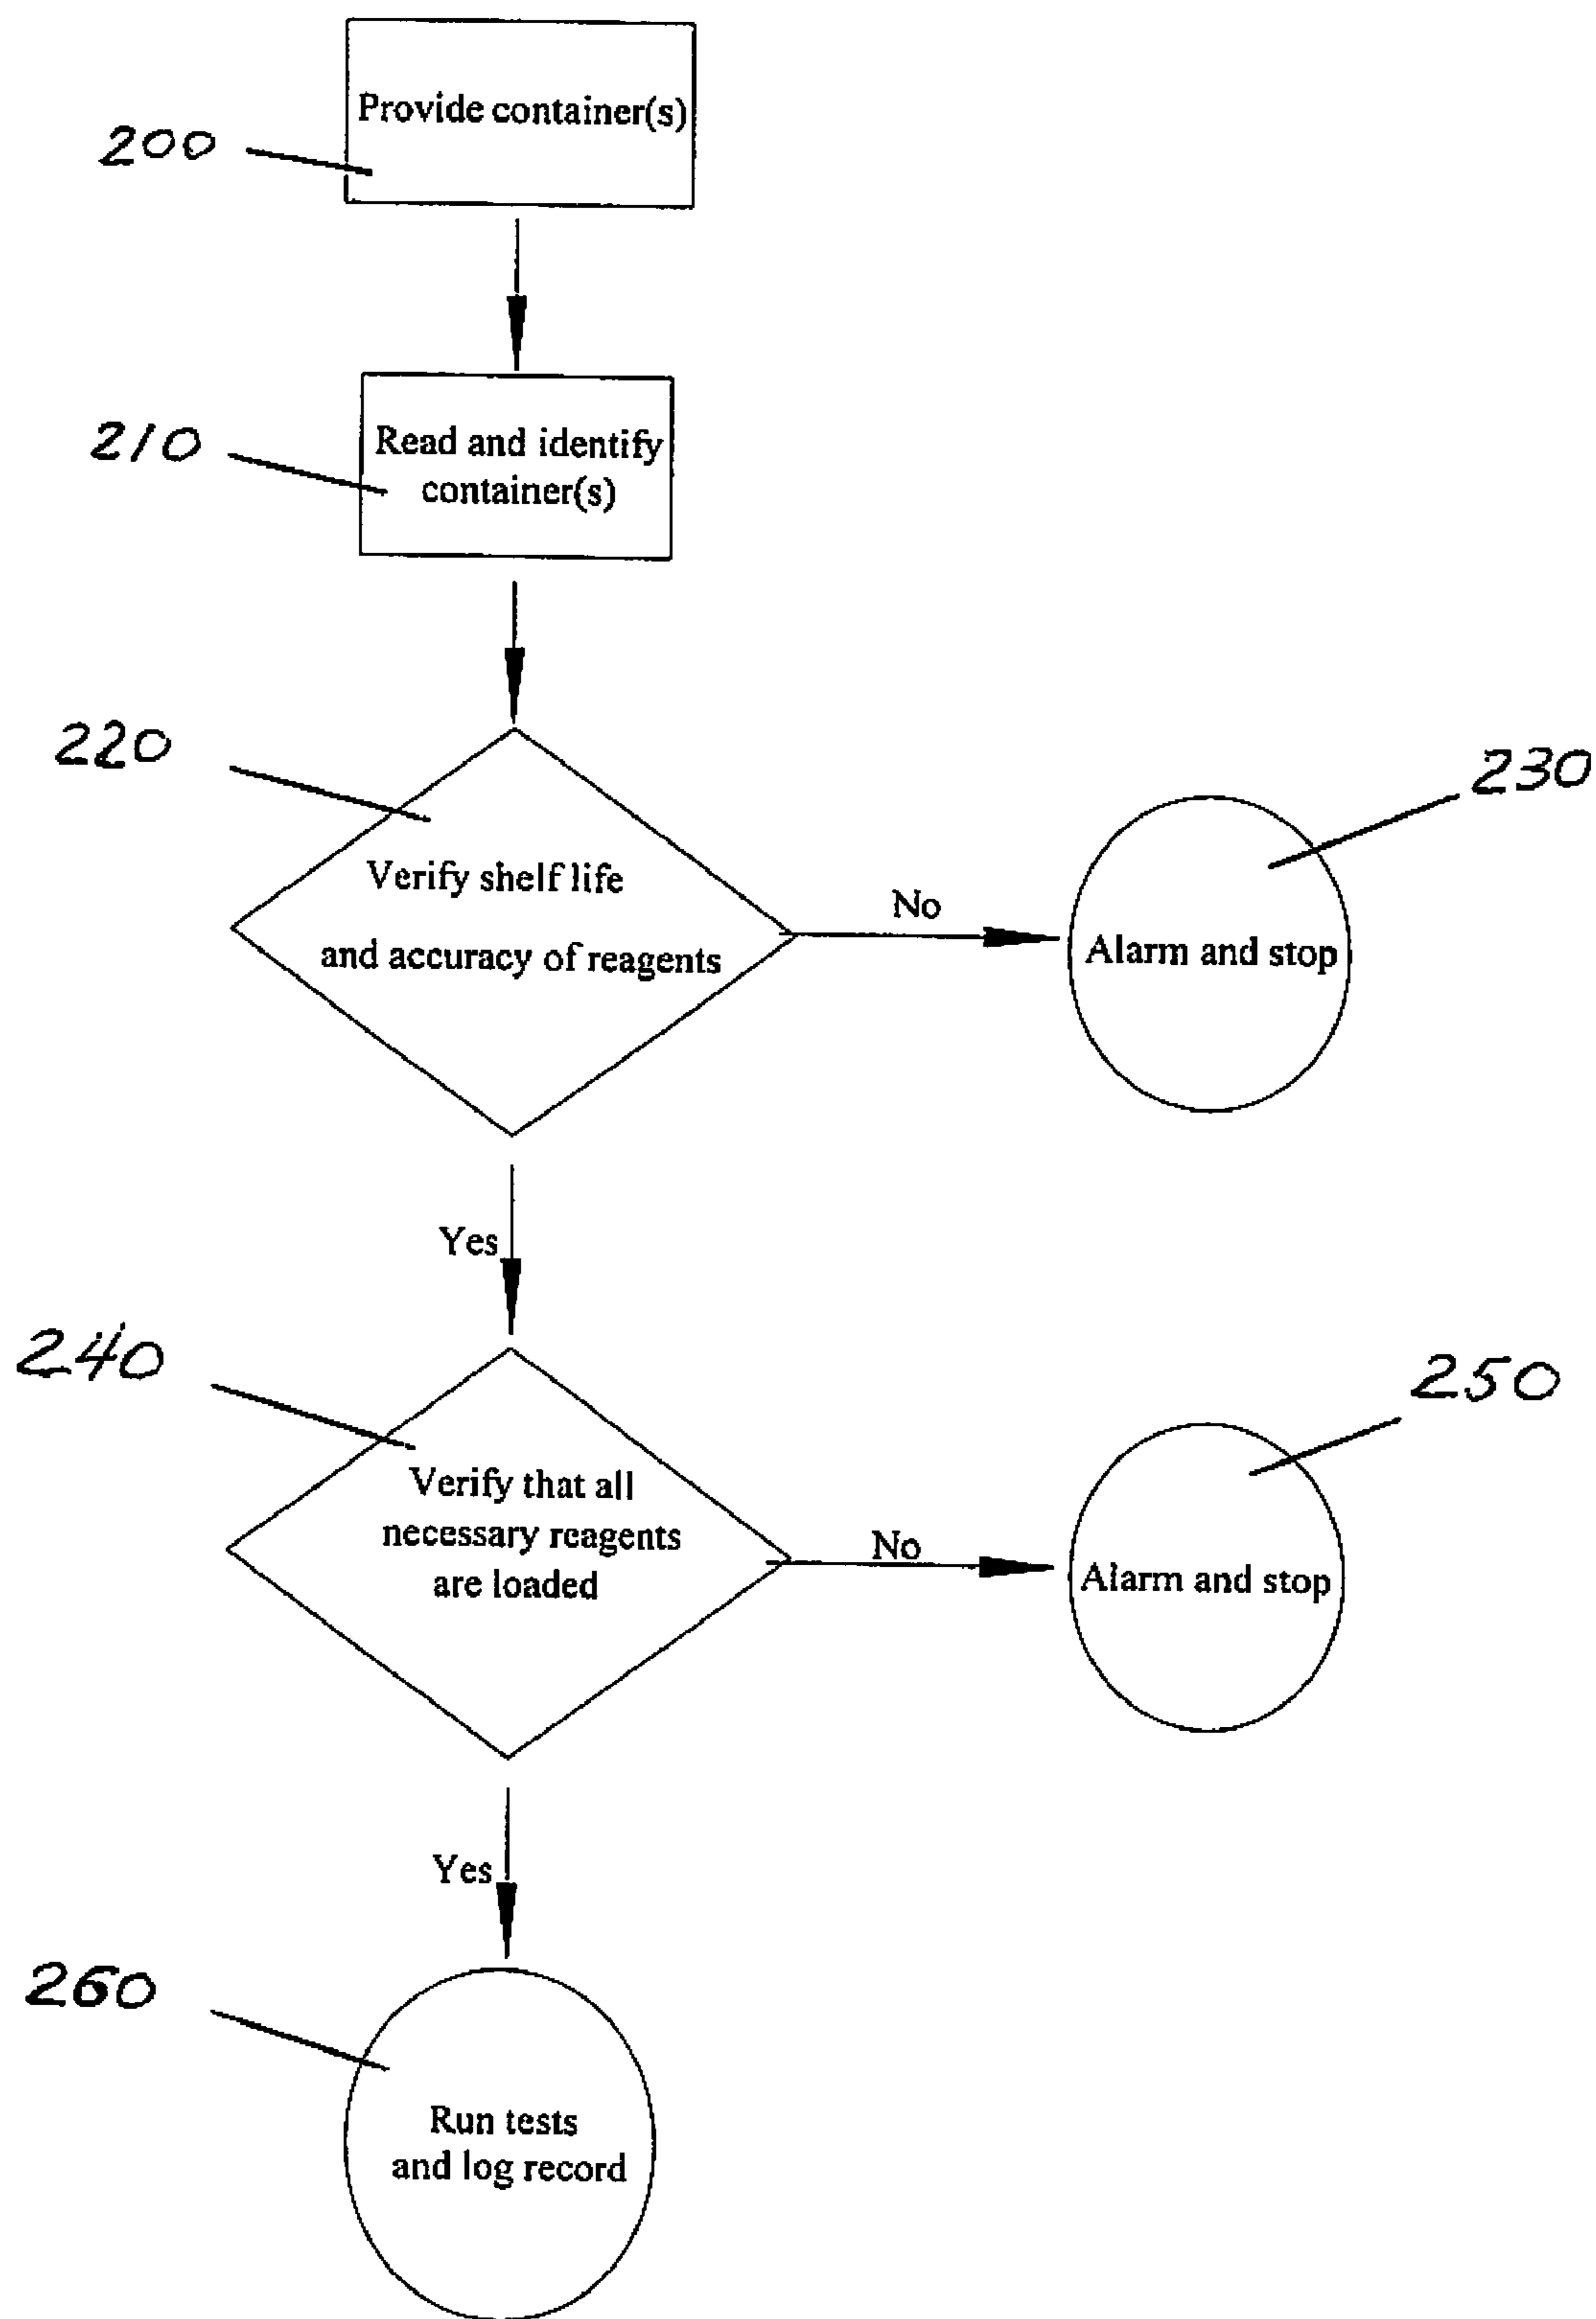 Provide container(s)
200
Read and identify
container(s)
210
220
Verify shelf life
and accuracy of reagents
No
230
Alarm and stop
Yes
240
Verify that all
necessary reagents
are loaded
No
250
Alarm and stop
Yes
260
Run tests
and log record